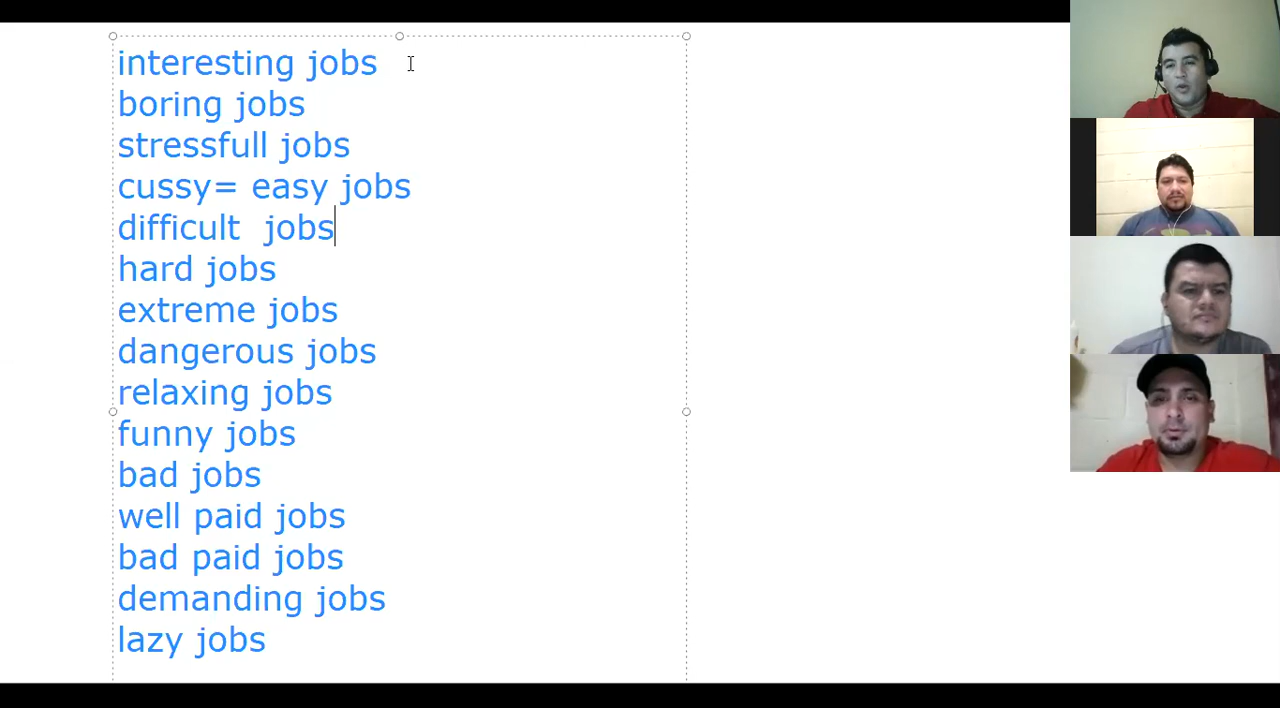 interesting jobs
boring jobs
stressfull jobs
cussy= easy jobs
difficult  jobs
hard jobs
extreme jobs
dangerous jobs
relaxing jobs
funny jobs
bad jobs
well paid jobs
bad paid jobs
demanding jobs
lazy jobs